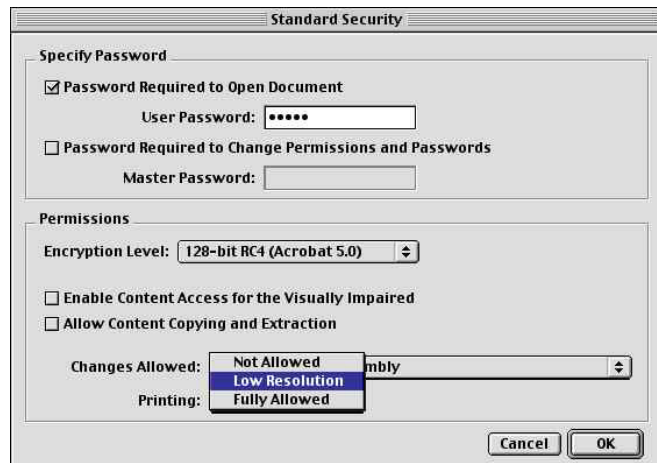 Standard Security
Specify Password
Password Required to Open Document
User Password: •••••
Password Required to Change Permissions and Passwords
Master Password:
Permissions
Encryption Level: 128-bit RC4 (Acrobat 5.0)
Enable Content Access for the Visually Impaired
Allow Content Copying and Extraction
Not Allowed
Changes Allowed: mbly
Low Resolution
Printing: Fully Allowed
Cancel OK